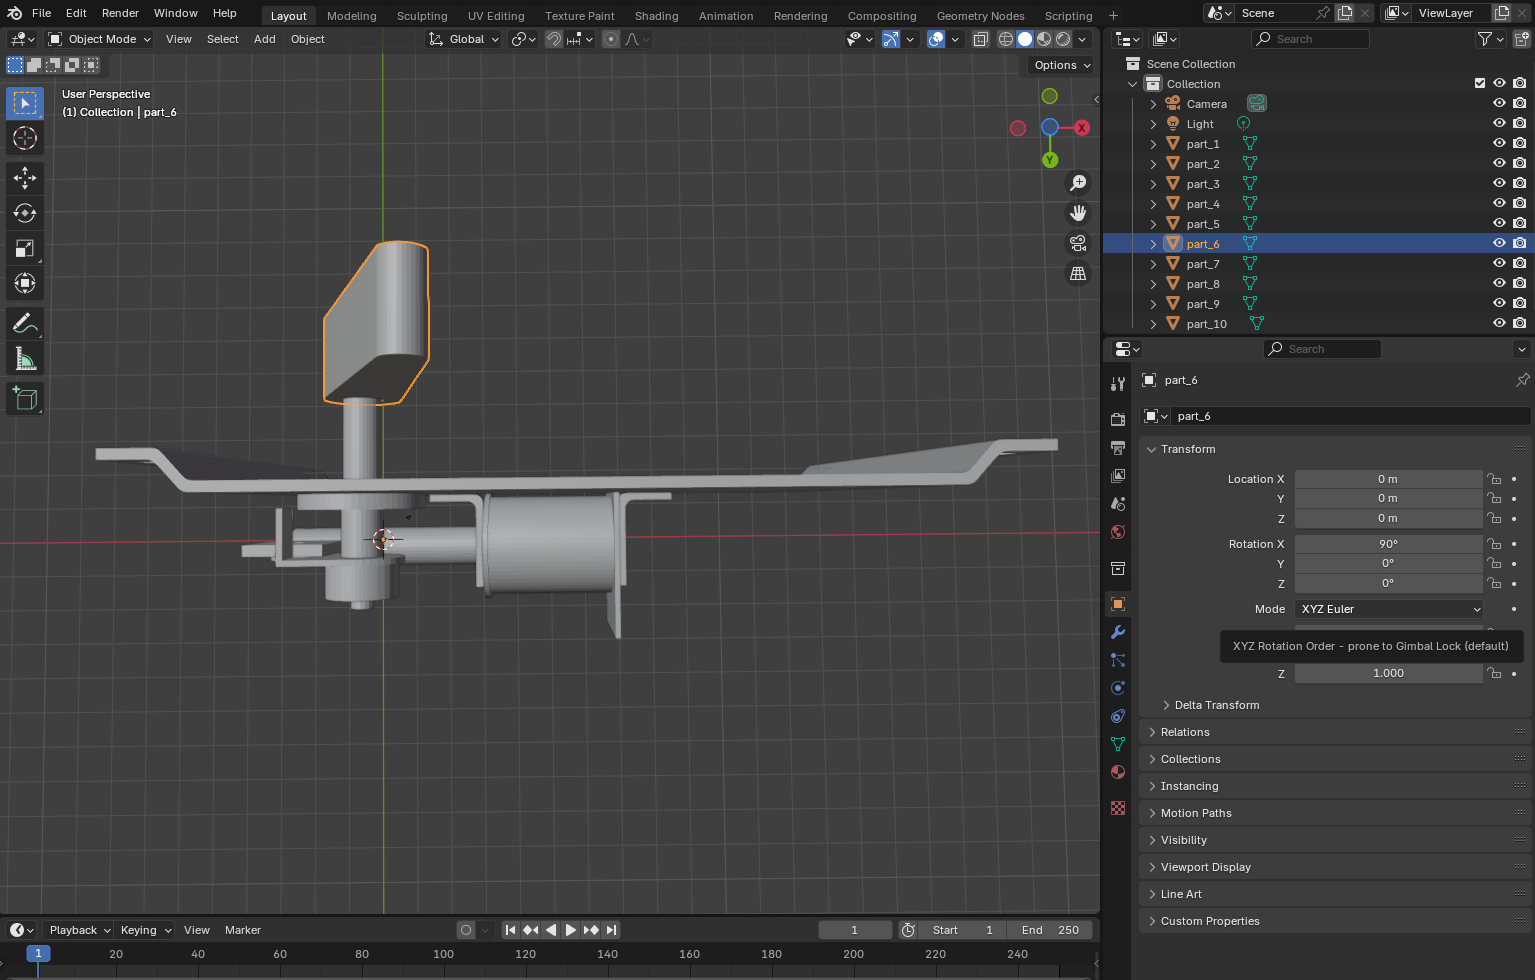 File Edit Render Window Help Layout Modeling Sculpting UV Editing Texture Paint Shading Animation Rendering Compositing Geometry Nodes Scripting + Scene ViewLayer
Object Mode View Select Add Object Global Search
Options
User Perspective
(1) Collection | part_6
X
Y
Scene Collection
Collection
Camera
Light
part_1
part_2
part_3
part_4
part_5
part_6
part_7
part_8
part_9
part_10
Search
part_6
part_6
Transform
Location X 0 m
Y 0 m
Z 0 m
Rotation X 90°
Y 0°
Z 0°
Mode XYZ Euler
XYZ Rotation Order - prone to Gimbal Lock (default)
Z 1.000
Delta Transform
Relations
Collections
Instancing
Motion Paths
Visibility
Viewport Display
Line Art
Custom Properties
Playback Keying View Marker 1 Start 1 End 250
1 20 40 60 80 100 120 140 160 180 200 220 240